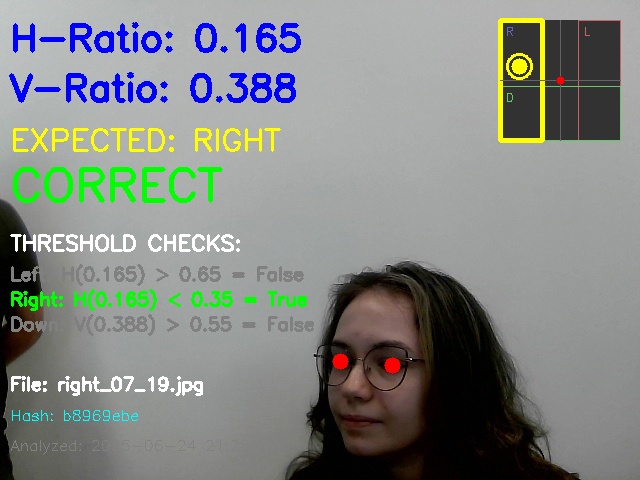 H-Ratio: 0.165
V-Ratio: 0.388
EXPECTED: RIGHT
CORRECT
THRESHOLD CHECKS:
Left: H(0.165) > 0.65 = False
Right: H(0.165) < 0.35 = True
Down: V(0.388) > 0.55 = False
File: right_07_19.jpg
Hash: b8969ebe
Analyzed:
R
L
D